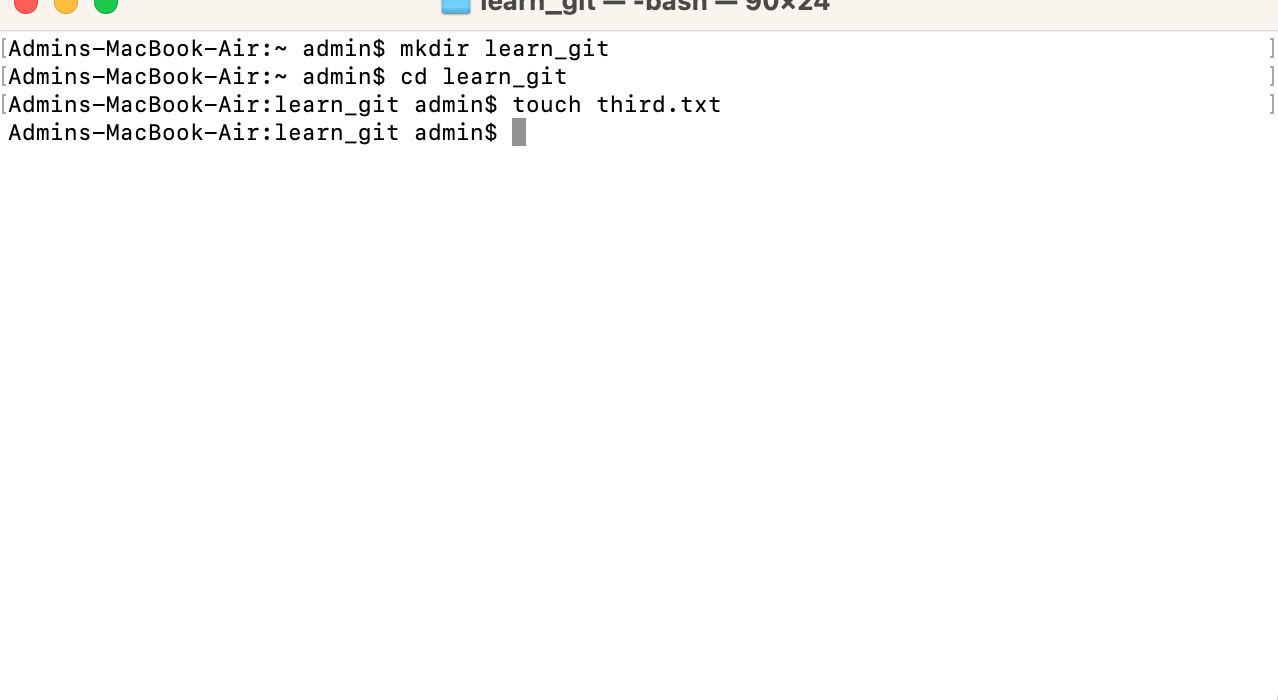 learn_git — -bash — 90×24
[Admins-MacBook-Air:~ admin$ mkdir learn_git ]
[Admins-MacBook-Air:~ admin$ cd learn_git ]
[Admins-MacBook-Air:learn_git admin$ touch third.txt ]
Admins-MacBook-Air:learn_git admin$